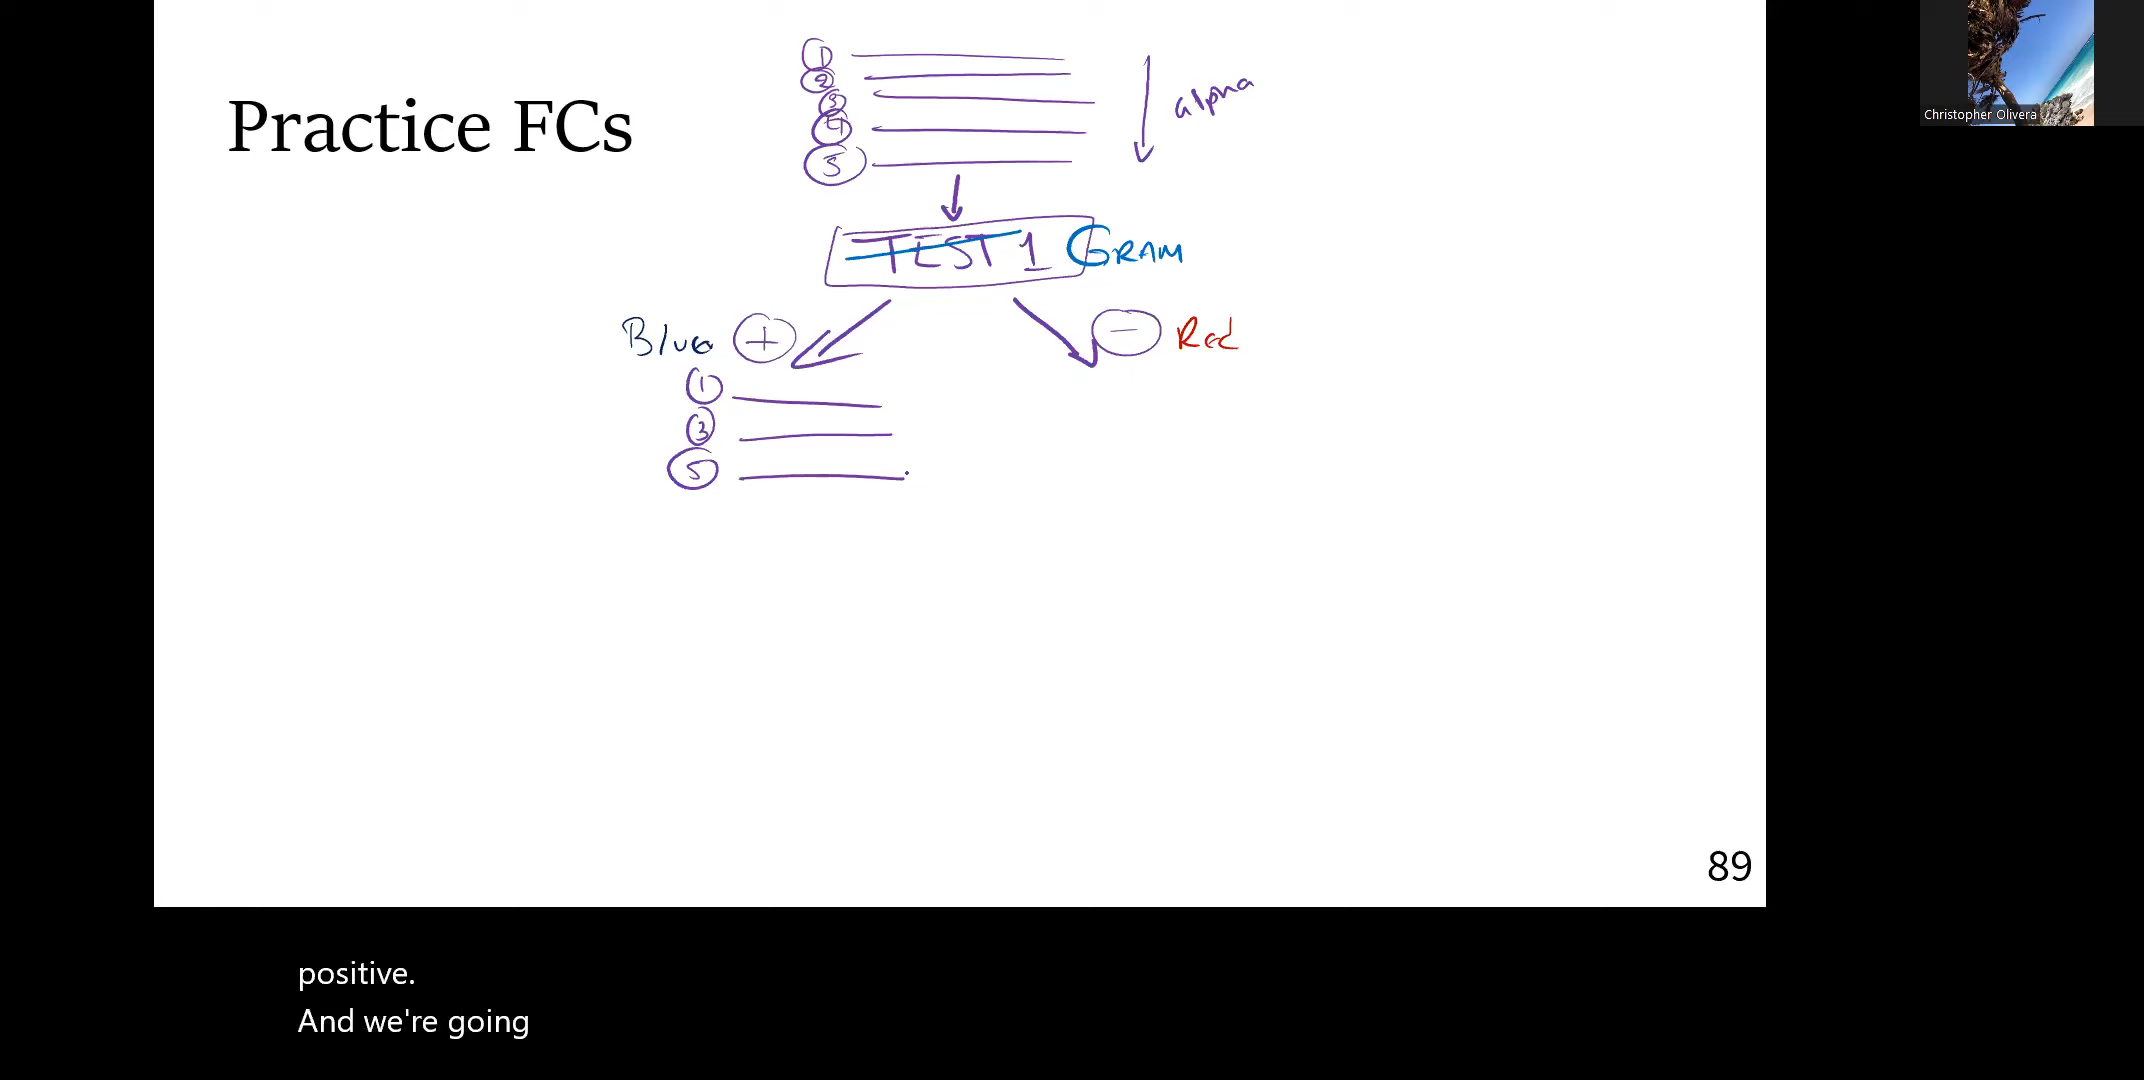 Practice FCs
1
2
3
4
5
alpha
TEST 1 GRAM
Blue + - Red
1
3
5
89
Christopher Olivera
positive.
And we're going